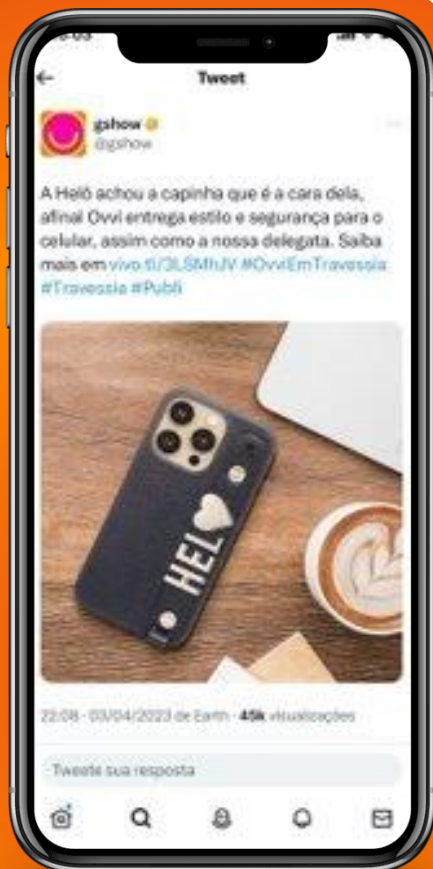 Tweet
gshow
@gshow
A Helô achou a capinha que é a cara dela,
afinal Ovvi entrega estilo e segurança para o
celular, assim como a nossa delegata. Saiba
mais em vivo.tl/3LSMhJV #OvviEmTravessia
#Travessia #Publi
HEL
22:08 · 03/04/2023 de Earth · 45k visualizações
Tweete sua resposta